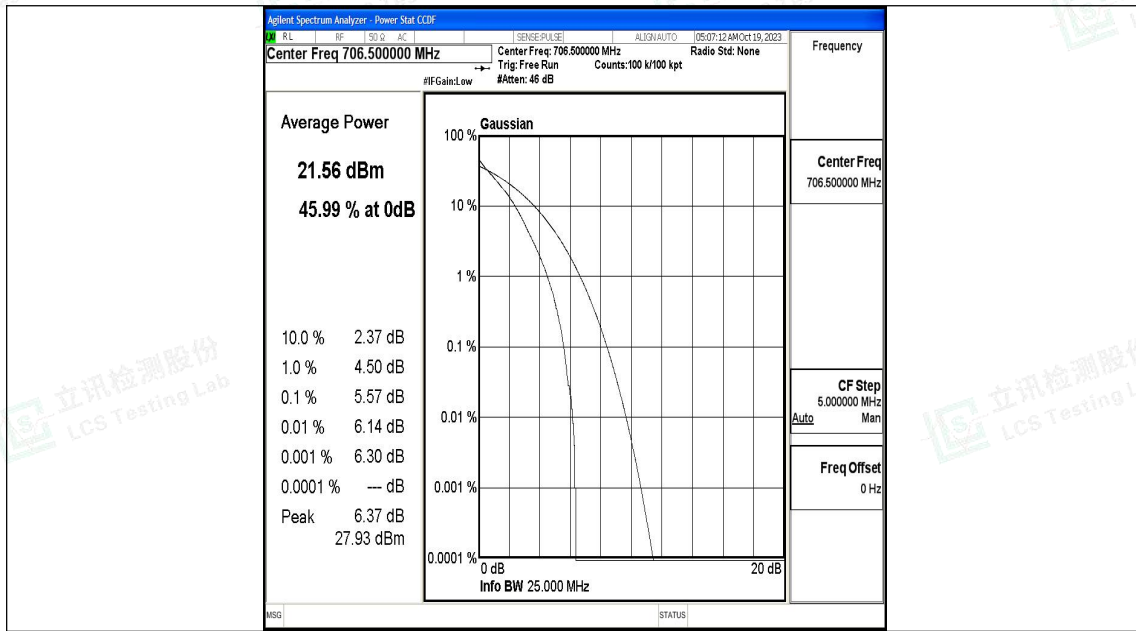 Agilent Spectrum Analyzer - Power Stat CCDF
LXI RL RF 50 Ω AC SENSE:PULSE ALIGN AUTO 05:07:12 AM Oct 19, 2023
Center Freq 706.500000 MHz
Center Freq: 706.500000 MHz Radio Std: None
Trig: Free Run Counts:100 k/100 kpt
#IFGain:Low #Atten: 46 dB
Frequency
Average Power
21.56 dBm
45.99 % at 0dB
10.0 % 2.37 dB
1.0 % 4.50 dB
0.1 % 5.57 dB
0.01 % 6.14 dB
0.001 % 6.30 dB
0.0001 % --- dB
Peak 6.37 dB
27.93 dBm
Gaussian
100 %
10 %
1 %
0.1 %
0.01 %
0.001 %
0.0001 %
0 dB 20 dB
Info BW 25.000 MHz
Center Freq
706.500000 MHz
CF Step
5.000000 MHz
Auto Man
Freq Offset
0 Hz
MSG STATUS
立讯检测股份
LCS Testing Lab
立讯检测股份
LCS Testing L